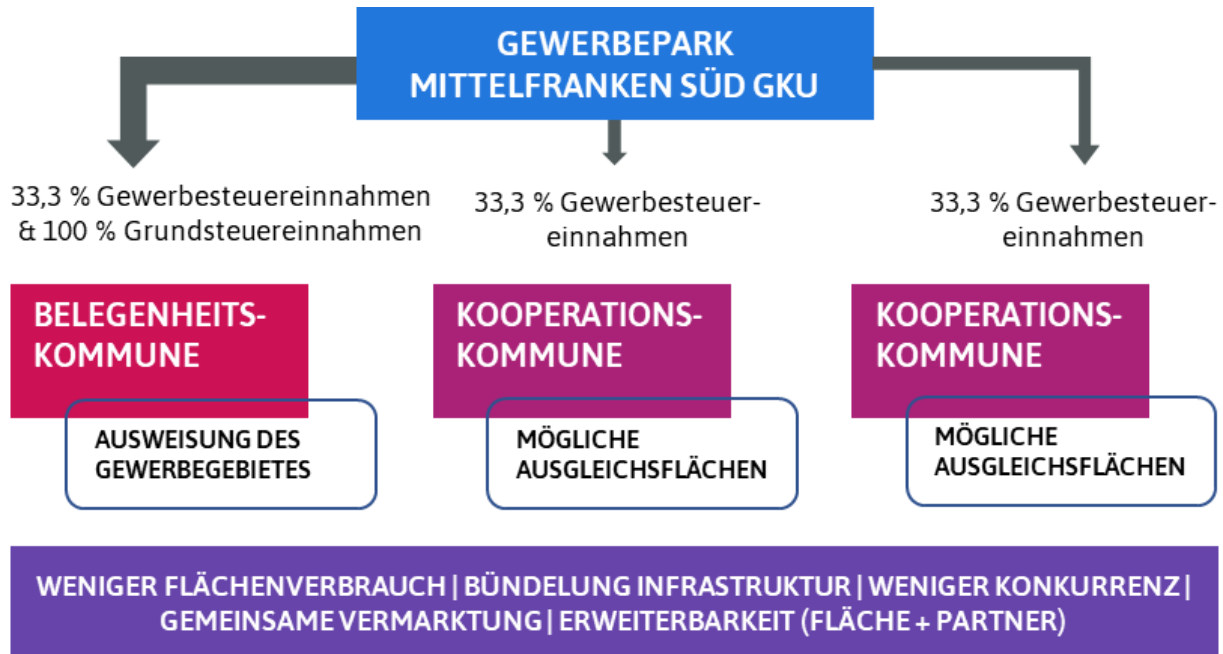 GEWERBEPARK
MITTELFRANKEN SÜD GKU
33,3 % Gewerbesteuereinnahmen
& 100 % Grundsteuereinnahmen
33,3 % Gewerbesteuer-
einnahmen
33,3 % Gewerbesteuer-
einnahmen
BELEGENHEITS-
KOMMUNE
AUSWEISUNG DES
GEWERBEGEBIETES
KOOPERATIONS-
KOMMUNE
MÖGLICHE
AUSGLEICHSFLÄCHEN
KOOPERATIONS-
KOMMUNE
MÖGLICHE
AUSGLEICHSFLÄCHEN
WENIGER FLÄCHENVERBRAUCH | BÜNDELUNG INFRASTRUKTUR | WENIGER KONKURRENZ |
GEMEINSAME VERMARKTUNG | ERWEITERBARKEIT (FLÄCHE + PARTNER)